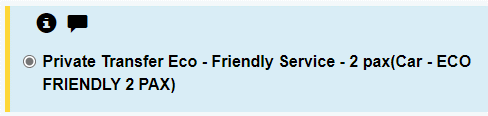 Private Transfer Eco - Friendly Service - 2 pax(Car - ECO
FRIENDLY 2 PAX)